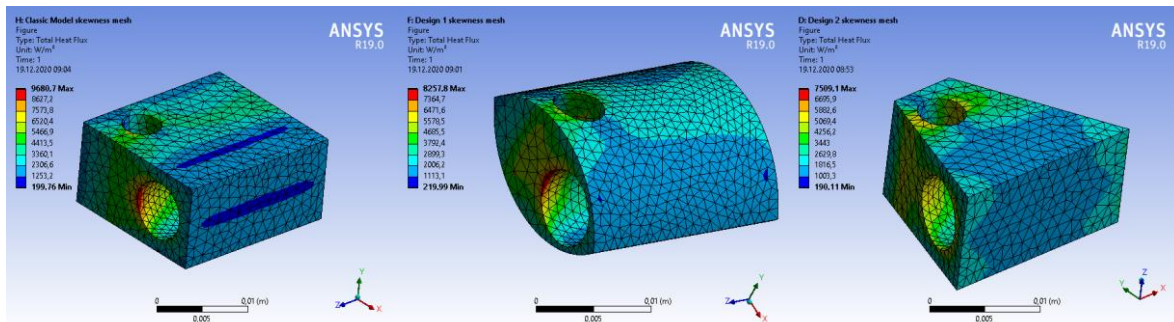 H: Classic Model skewness mesh
Figure
Type: Total Heat Flux
Unit: W/m²
Time: 1
19.12.2020 09:04
9680,7 Max
8627,2
7573,8
6520,4
5466,9
4413,5
3360,1
2306,6
1253,2
199,76 Min
ANSYS
R19.0
Y
Z
X
0
0,01 (m)
0,005
F: Design 1 skewness mesh
Figure
Type: Total Heat Flux
Unit: W/m²
Time: 1
19.12.2020 09:01
8257,8 Max
7364,7
6471,6
5578,5
4685,5
3792,4
2899,3
2006,2
1113,1
219,99 Min
ANSYS
R19.0
Y
Z
X
0
0,01 (m)
0,005
D: Design 2 skewness mesh
Figure
Type: Total Heat Flux
Unit: W/m²
Time: 1
19.12.2020 08:53
7509,1 Max
6695,9
5882,6
5069,4
4256,2
3443
2629,8
1816,5
1003,3
190,11 Min
ANSYS
R19.0
Z
Y
X
0
0,01 (m)
0,005